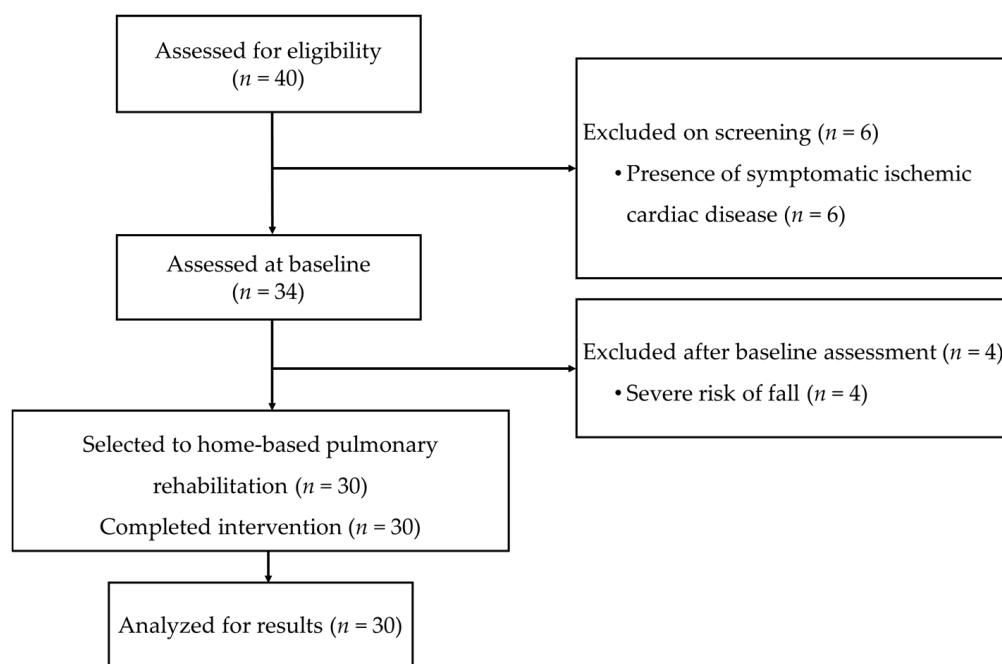 Assessed for eligibility
(n = 40)
Excluded on screening (n = 6)
• Presence of symptomatic ischemic
cardiac disease (n = 6)
Assessed at baseline
(n = 34)
Excluded after baseline assessment (n = 4)
• Severe risk of fall (n = 4)
Selected to home-based pulmonary
rehabilitation (n = 30)
Completed intervention (n = 30)
Analyzed for results (n = 30)